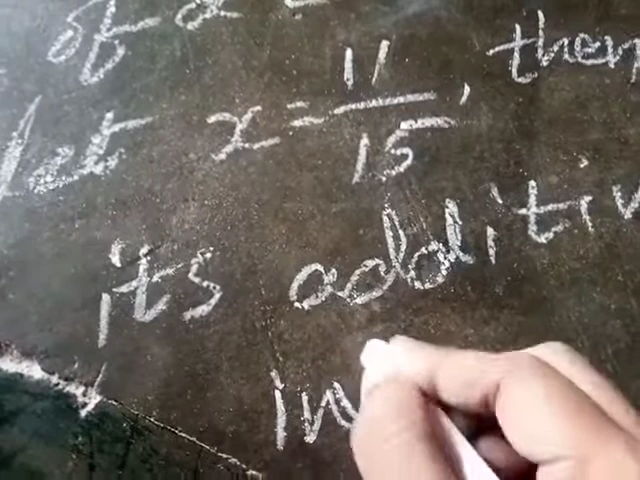 of x
let x = 11/15, then
its additiv
in